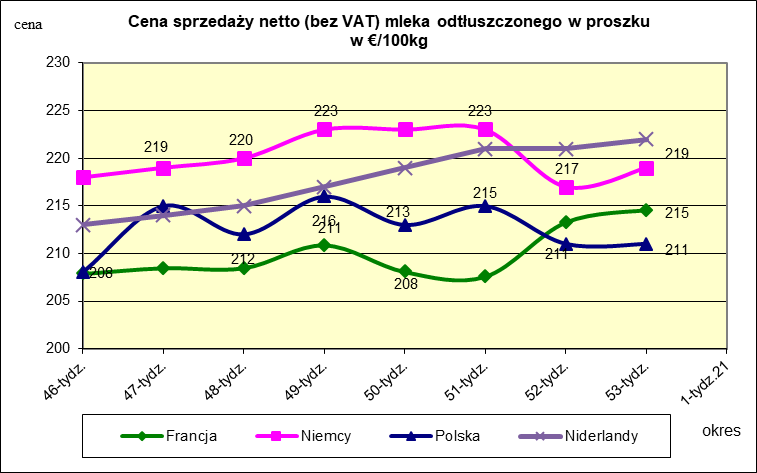 cena
Cena sprzedaży netto (bez VAT) mleka odtłuszczonego w proszku
w €/100kg
230
225
220
215
210
205
200
219
220
223
223
217
219
208
212
216
211
213
208
215
211
215
211
46-tydz.
47-tydz.
48-tydz.
49-tydz.
50-tydz.
51-tydz.
52-tydz.
53-tydz.
1-tydz.21
Francja Niemcy Polska Niderlandy
okres